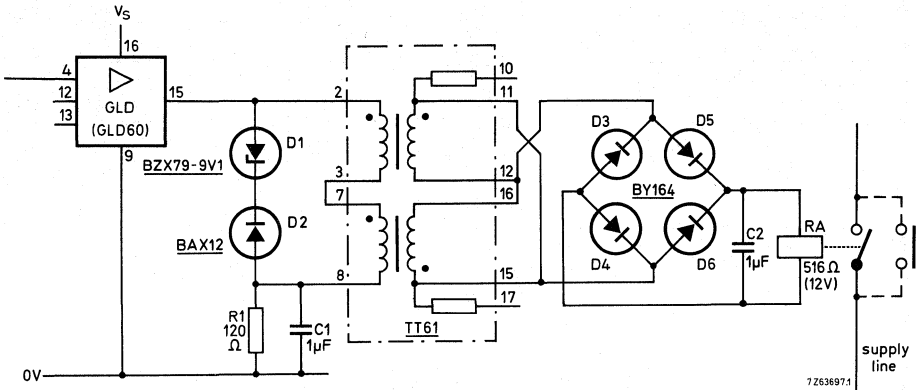 VS
16
4
12
13
GLD
(GLD60)
15
9
D1
BZX79-9V1
D2
BAX12
R1
120
Ω
C1
1µF
0V
2
3
7
8
10
11
12
16
15
17
TT61
D3
D5
BY164
D4
D6
C2
1µF
RA
516Ω
(12V)
supply
line
7Z63697.1